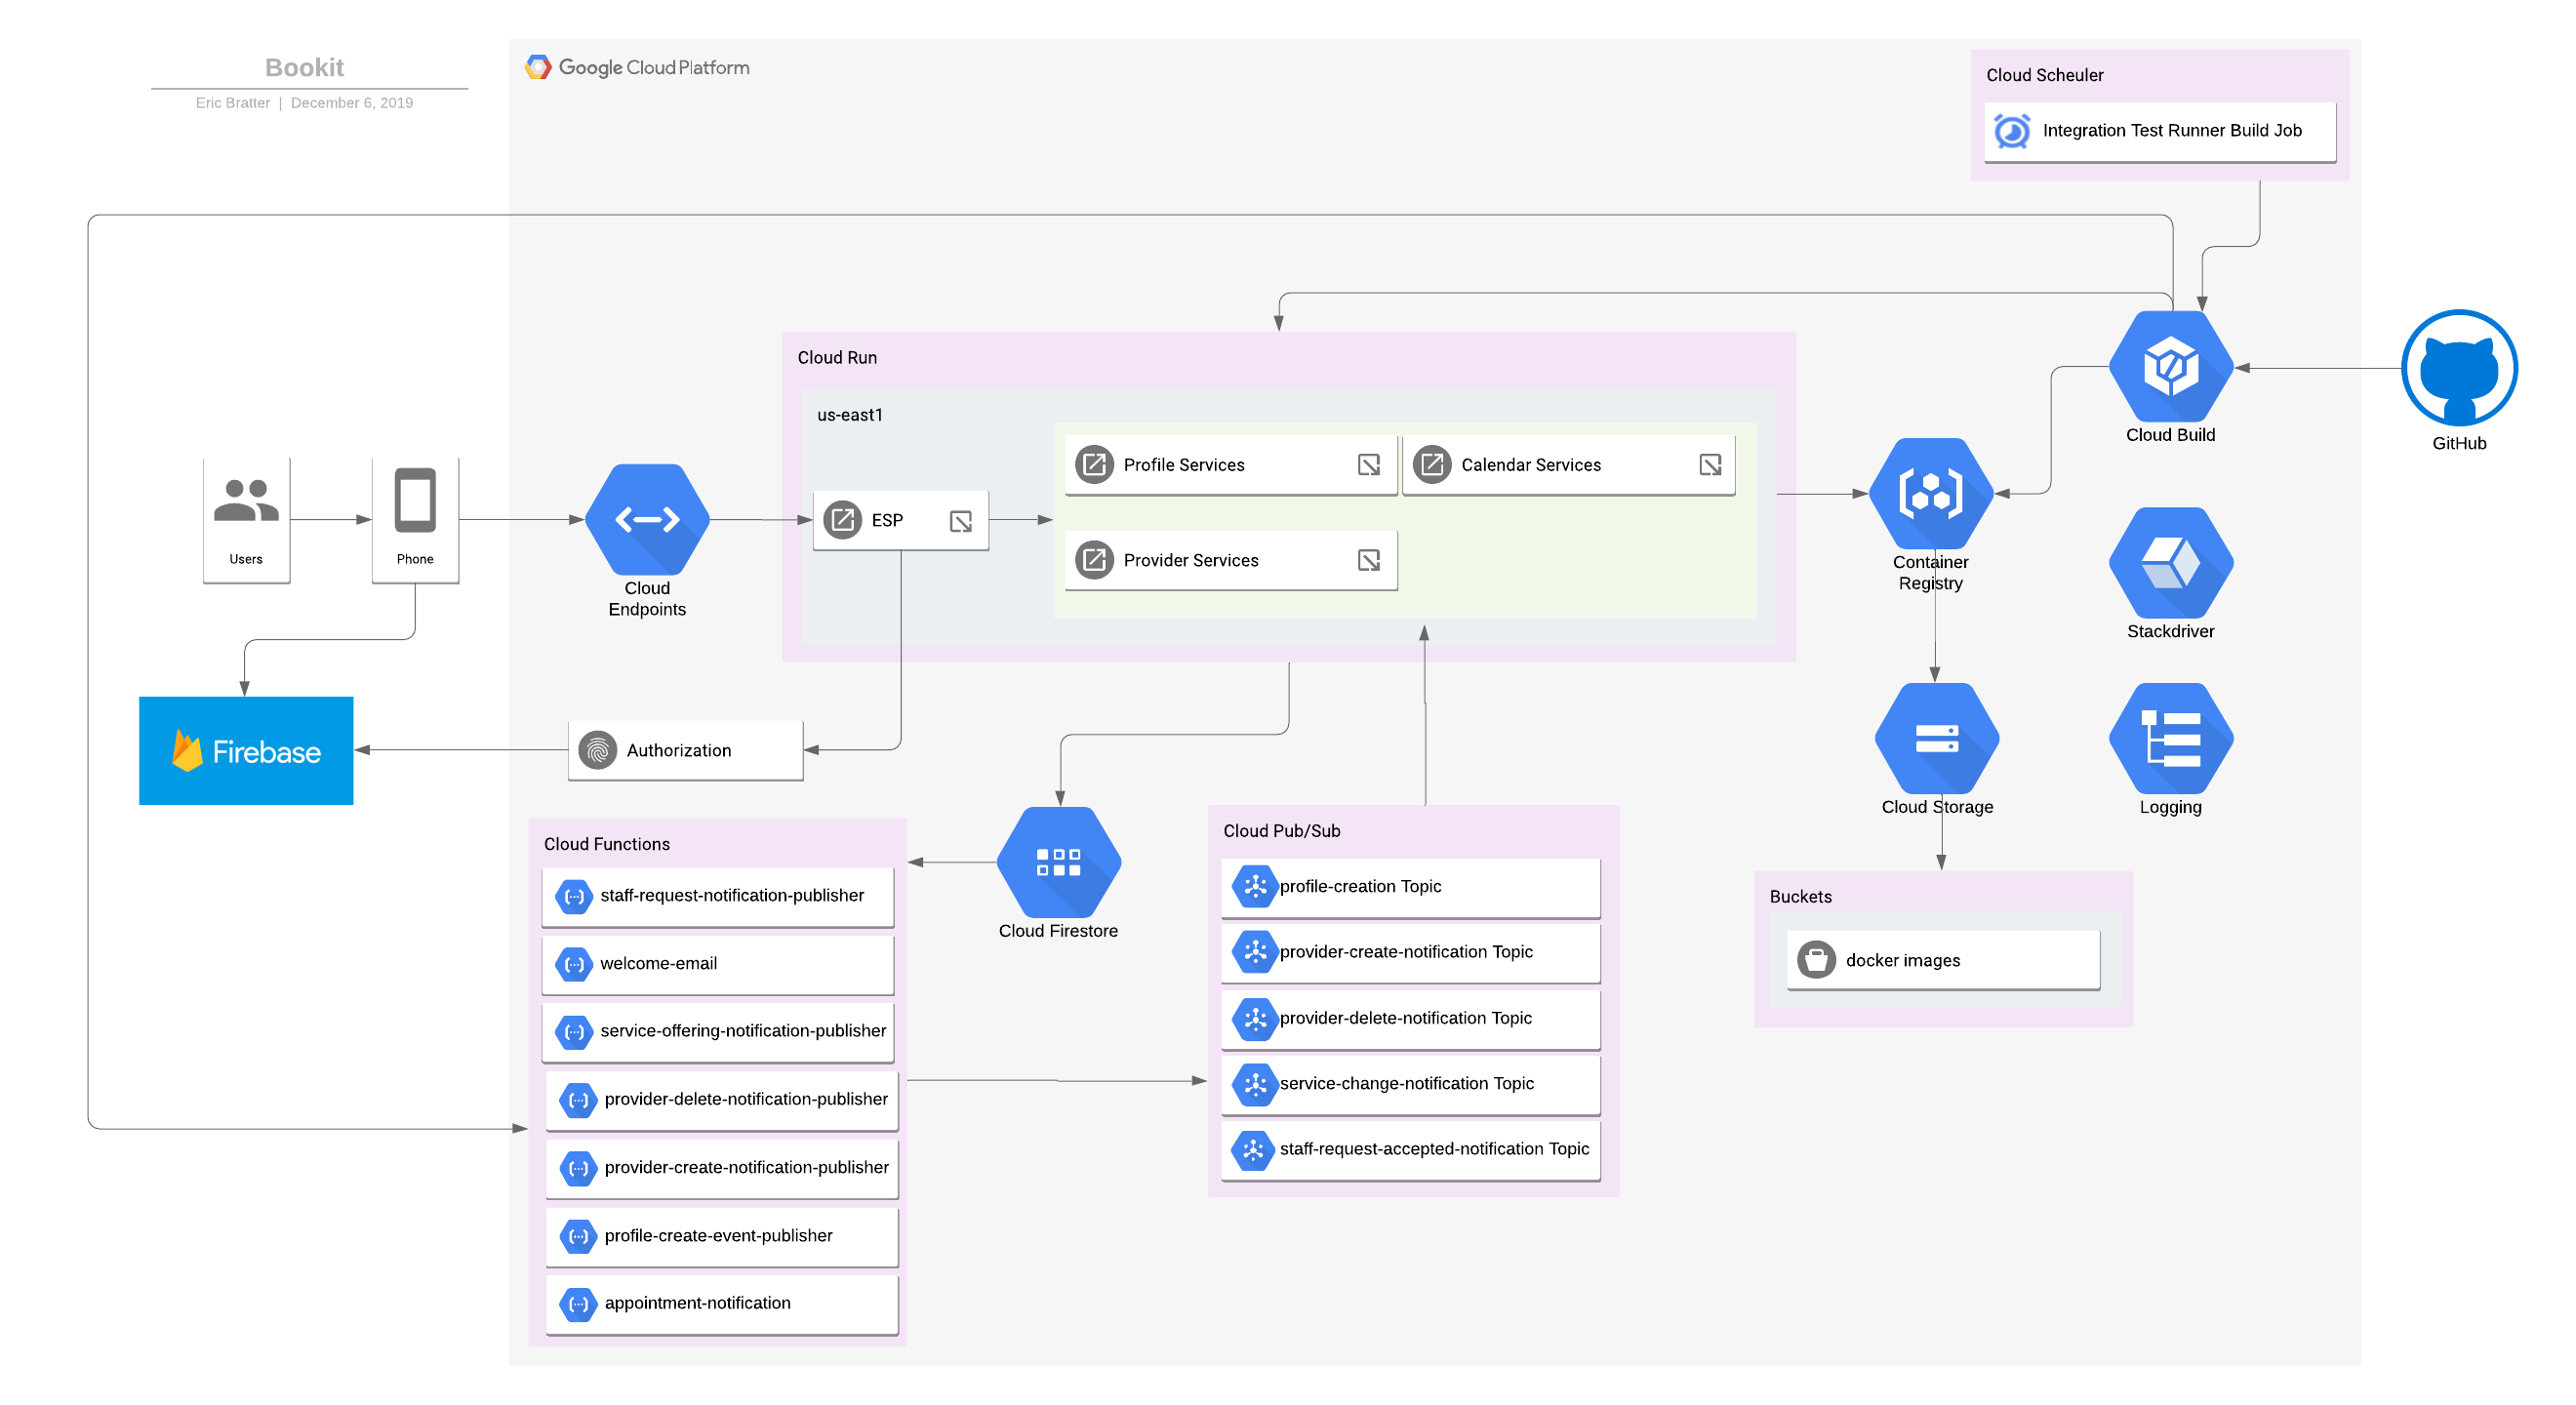 Bookit
Eric Bratter | December 6, 2019
Google Cloud Platform
Cloud Scheuler
Integration Test Runner Build Job
Cloud Run
us-east1
Profile Services
Calendar Services
ESP
Provider Services
Users
Phone
Cloud
Endpoints
Cloud Build
GitHub
Container
Registry
Stackdriver
Firebase
Authorization
Cloud Storage
Logging
Cloud Functions
staff-request-notification-publisher
welcome-email
service-offering-notification-publisher
provider-delete-notification-publisher
provider-create-notification-publisher
profile-create-event-publisher
appointment-notification
Cloud Firestore
Cloud Pub/Sub
profile-creation Topic
provider-create-notification Topic
provider-delete-notification Topic
service-change-notification Topic
staff-request-accepted-notification Topic
Buckets
docker images